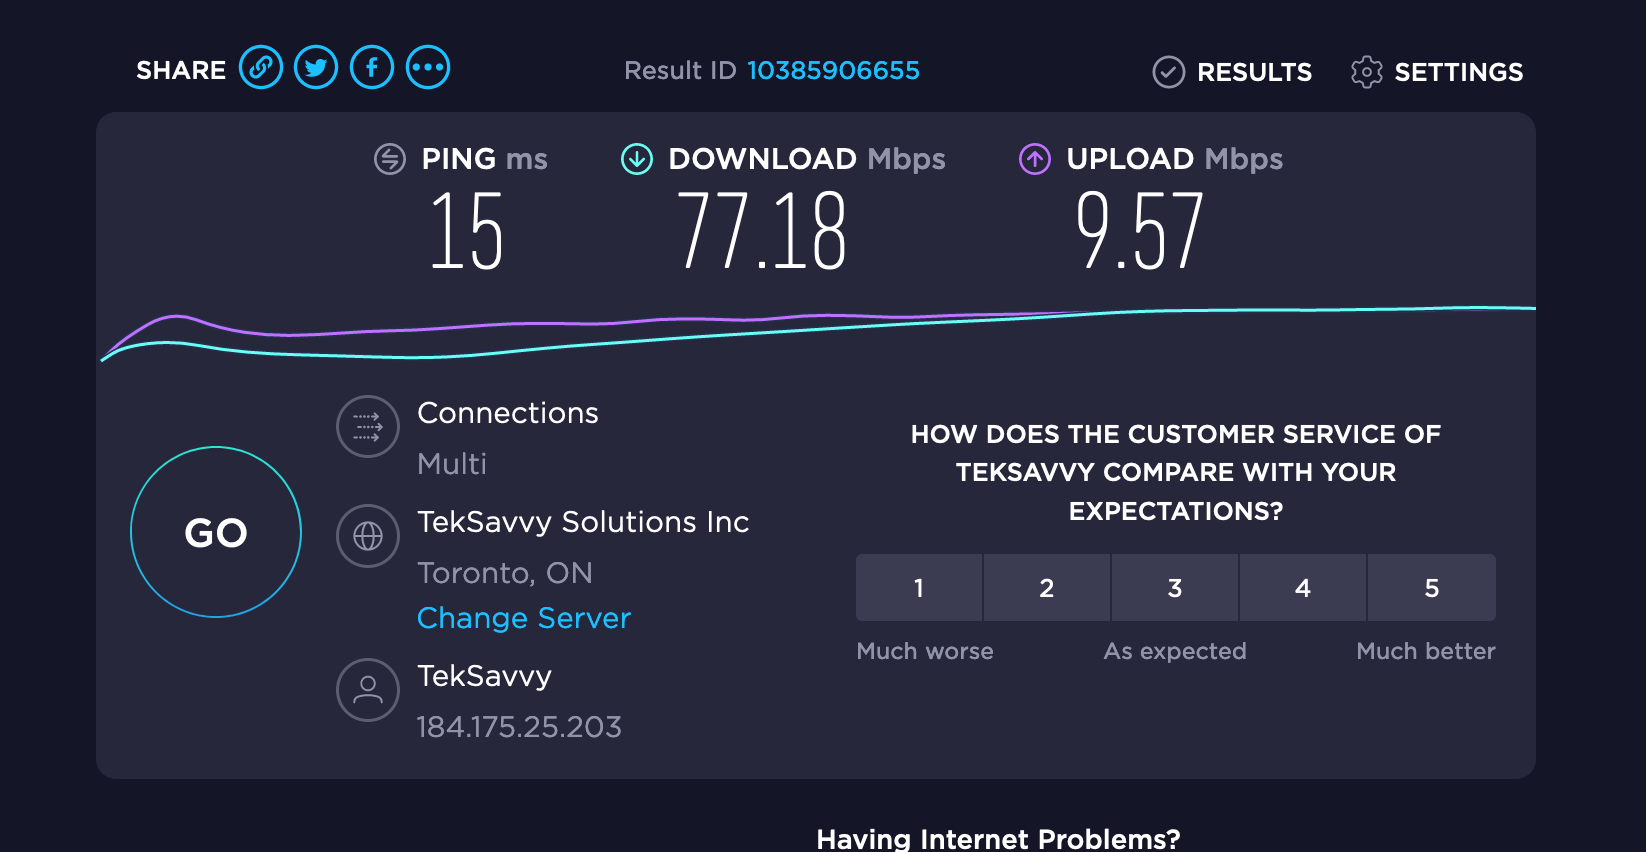 SHARE
Result ID 10385906655
RESULTS
SETTINGS
PING ms
15
DOWNLOAD Mbps
77.18
UPLOAD Mbps
9.57
GO
Connections
Multi
TekSavvy Solutions Inc
Toronto, ON
Change Server
TekSavvy
184.175.25.203
HOW DOES THE CUSTOMER SERVICE OF
TEKSAVVY COMPARE WITH YOUR
EXPECTATIONS?
1 2 3 4 5
Much worse As expected Much better
Having Internet Problems?